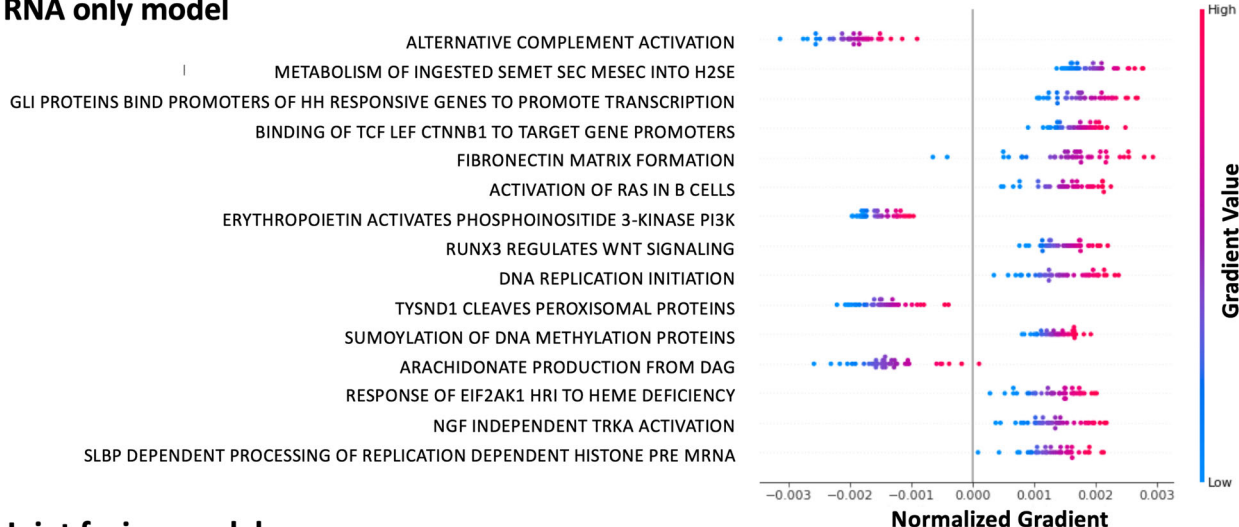 RNA only model
High
ALTERNATIVE COMPLEMENT ACTIVATION
METABOLISM OF INGESTED SEMET SEC MESEC INTO H2SE
GLI PROTEINS BIND PROMOTERS OF HH RESPONSIVE GENES TO PROMOTE TRANSCRIPTION
BINDING OF TCF LEF CTNNB1 TO TARGET GENE PROMOTERS
FIBRONECTIN MATRIX FORMATION
ACTIVATION OF RAS IN B CELLS
ERYTHROPOIETIN ACTIVATES PHOSPHOINOSITIDE 3-KINASE PI3K
RUNX3 REGULATES WNT SIGNALING
DNA REPLICATION INITIATION
TYSND1 CLEAVES PEROXISOMAL PROTEINS
SUMOYLATION OF DNA METHYLATION PROTEINS
ARACHIDONATE PRODUCTION FROM DAG
RESPONSE OF EIF2AK1 HRI TO HEME DEFICIENCY
NGF INDEPENDENT TRKA ACTIVATION
SLBP DEPENDENT PROCESSING OF REPLICATION DEPENDENT HISTONE PRE MRNA
Gradient Value
Low
−0.003 −0.002 −0.001 0.000 0.001 0.002 0.003
Normalized Gradient